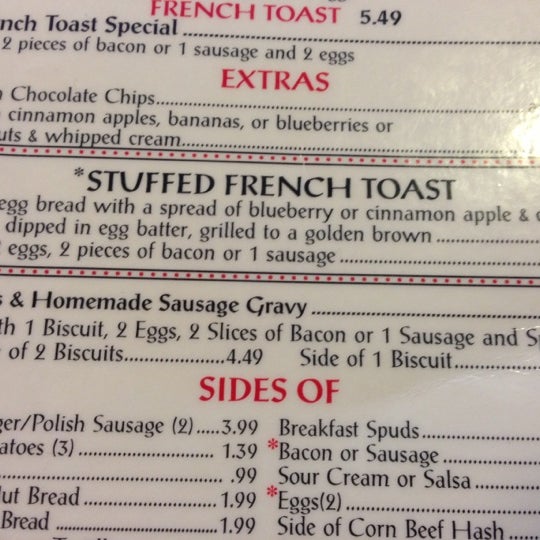 FRENCH TOAST 5.49
nch Toast Special
2 pieces of bacon or 1 sausage and 2 eggs
EXTRAS
Chocolate Chips
cinnamon apples, bananas, or blueberries or
uts & whipped cream
*STUFFED FRENCH TOAST
egg bread with a spread of blueberry or cinnamon apple &
dipped in egg batter, grilled to a golden brown
eggs, 2 pieces of bacon or 1 sausage
& Homemade Sausage Gravy
th 1 Biscuit, 2 Eggs, 2 Slices of Bacon or 1 Sausage and S
of 2 Biscuits 4.49 Side of 1 Biscuit
SIDES OF
ger/Polish Sausage (2) 3.99
atoes (3) 1.39
.99
ut Bread 1.99
Bread 1.99
Breakfast Spuds
*Bacon or Sausage
Sour Cream or Salsa
*Eggs(2)
Side of Corn Beef Hash